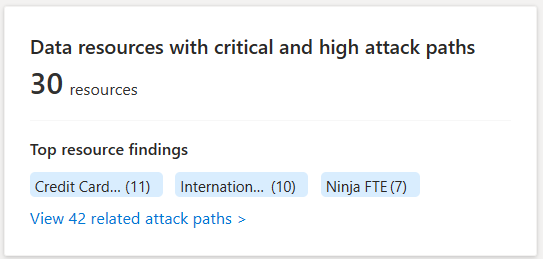 Data resources with critical and high attack paths
30 resources
Top resource findings
Credit Card... (11) Internation... (10) Ninja FTE (7)
View 42 related attack paths >